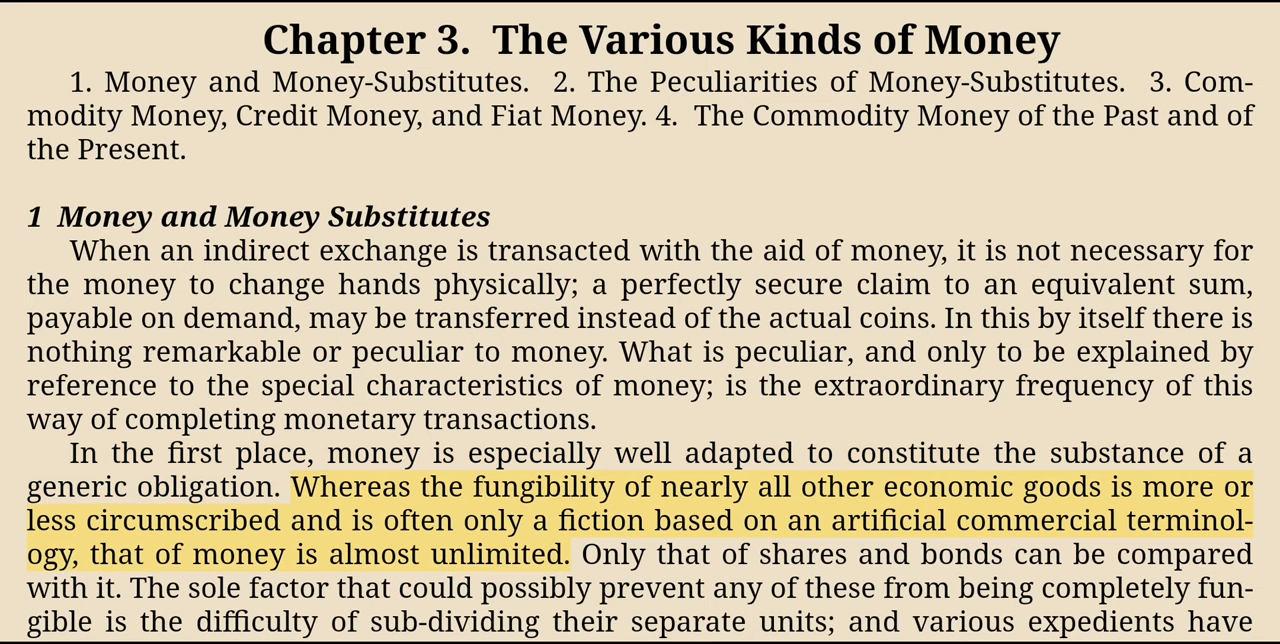 Chapter 3. The Various Kinds of Money
1. Money and Money-Substitutes. 2. The Peculiarities of Money-Substitutes. 3. Com-
modity Money, Credit Money, and Fiat Money. 4. The Commodity Money of the Past and of
the Present.
1 Money and Money Substitutes
When an indirect exchange is transacted with the aid of money, it is not necessary for
the money to change hands physically; a perfectly secure claim to an equivalent sum,
payable on demand, may be transferred instead of the actual coins. In this by itself there is
nothing remarkable or peculiar to money. What is peculiar, and only to be explained by
reference to the special characteristics of money; is the extraordinary frequency of this
way of completing monetary transactions.
In the first place, money is especially well adapted to constitute the substance of a
generic obligation. Whereas the fungibility of nearly all other economic goods is more or
less circumscribed and is often only a fiction based on an artificial commercial terminol-
ogy, that of money is almost unlimited. Only that of shares and bonds can be compared
with it. The sole factor that could possibly prevent any of these from being completely fun-
gible is the difficulty of sub-dividing their separate units; and various expedients have